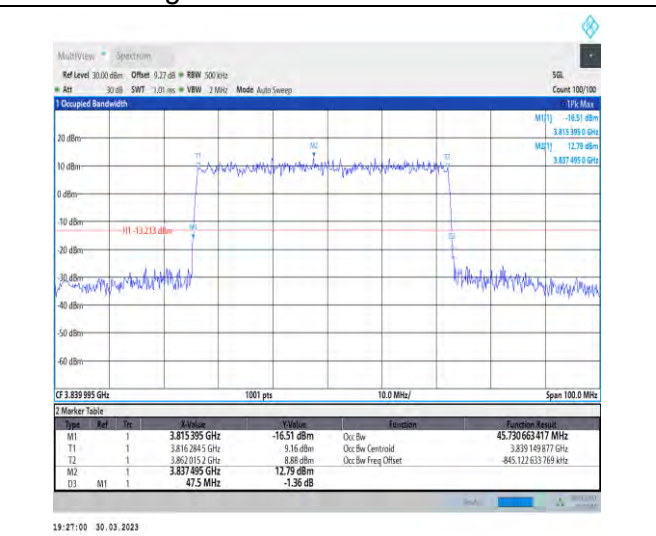 MultiView Spectrum
Ref Level 30.00 dBm Offset 9.27 dB RBW 500 kHz SGL
Att 30 dB SWT 1.01 ms VBW 2 MHz Mode Auto Sweep Count 100/100
1 Occupied Bandwidth 1Pk Max
M1[1] -16.51 dBm
3.815 395 0 GHz
M2[1] 12.79 dBm
3.837 495 0 GHz
20 dBm
M2
T1 T2
10 dBm
0 dBm
-10 dBm
H1 -13.213 dBm M1
D3
-20 dBm
-30 dBm
-40 dBm
-50 dBm
-60 dBm
CF 3.839 995 GHz 1001 pts 10.0 MHz/ Span 100.0 MHz
2 Marker Table
Type Ref Trc X-Value Y-Value Function Function Result
M1 1 3.815 395 GHz -16.51 dBm Occ Bw 45.730 663 417 MHz
T1 1 3.816 284 5 GHz 9.16 dBm Occ Bw Centroid 3.839 149 877 GHz
T2 1 3.862 015 2 GHz 8.88 dBm Occ Bw Freq Offset -845.122 633 769 kHz
M2 1 3.837 495 GHz 12.79 dBm
D3 M1 1 47.5 MHz -1.36 dB
19:27:00 30.03.2023